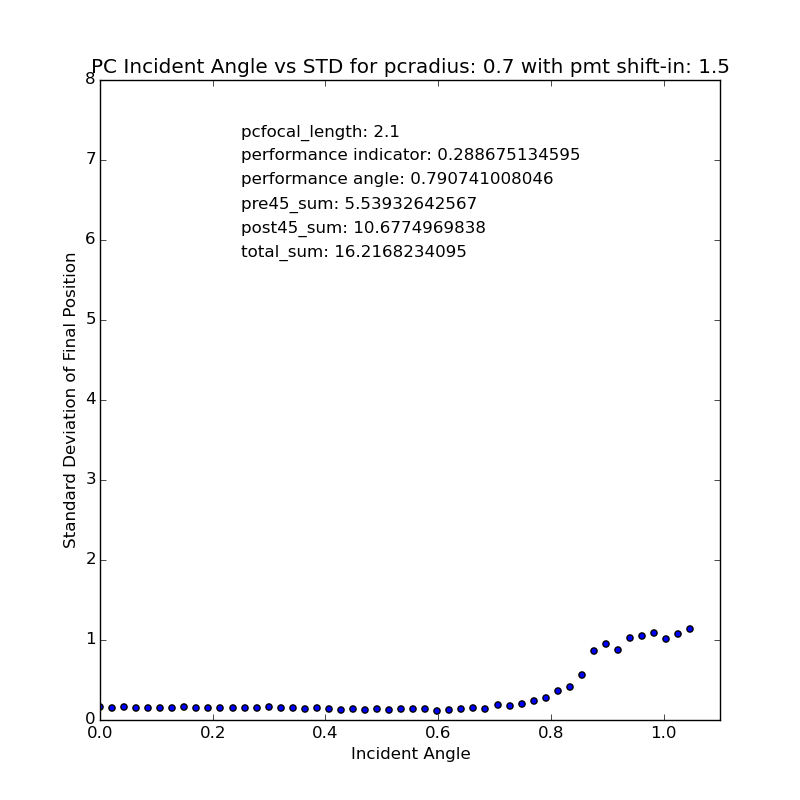 PC Incident Angle vs STD for pcradius: 0.7 with pmt shift-in: 1.5
8
pcfocal_length: 2.1
performance indicator: 0.288675134595
performance angle: 0.790741008046
pre45_sum: 5.53932642567
post45_sum: 10.6774969838
total_sum: 16.2168234095
7
6
5
4
3
2
1
0
Standard Deviation of Final Position
0.0 0.2 0.4 0.6 0.8 1.0
Incident Angle